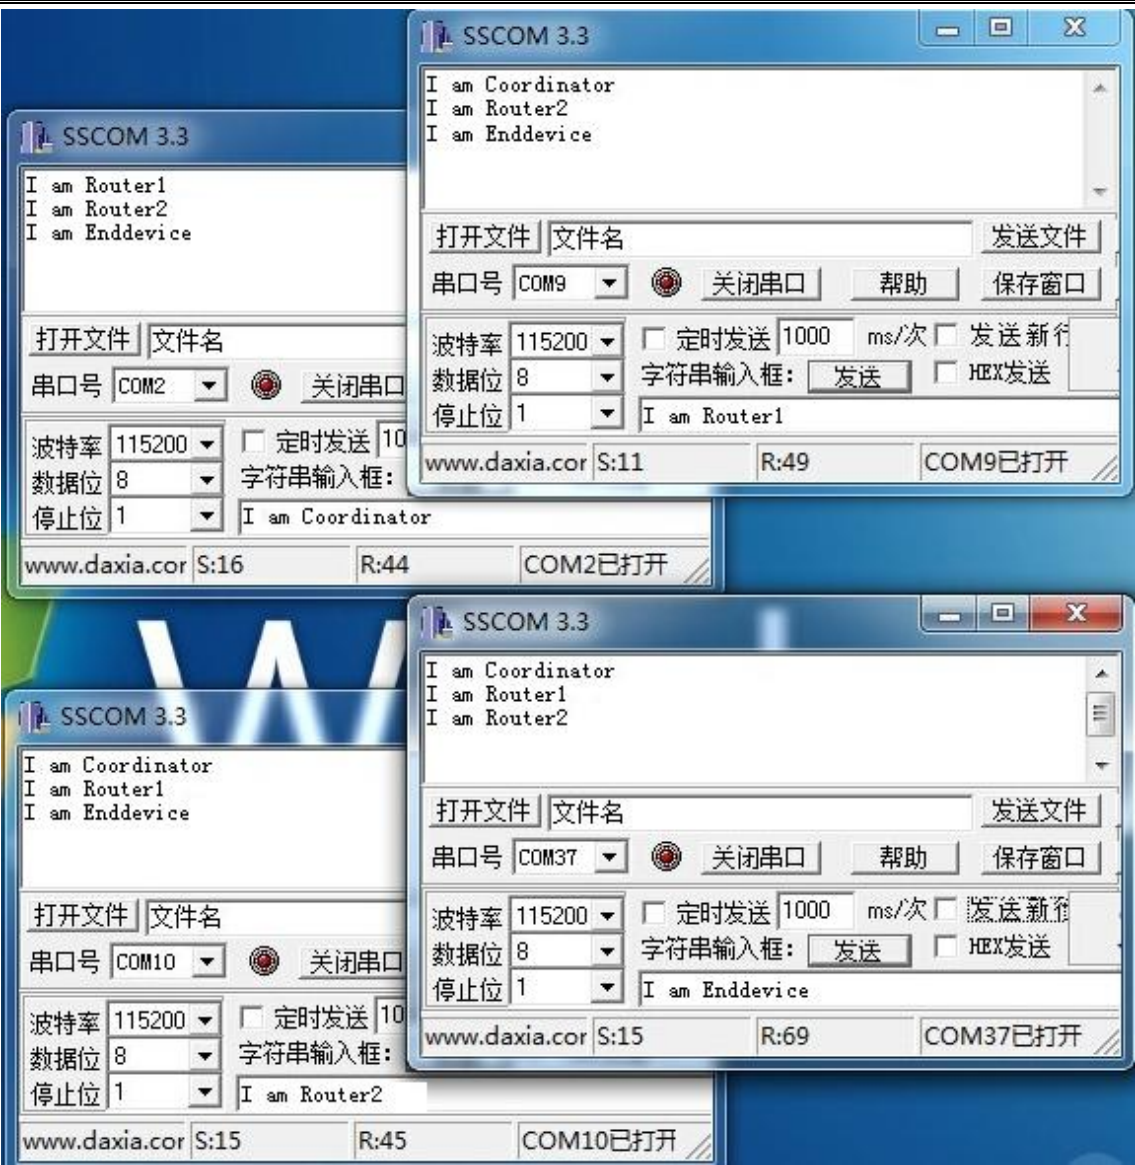 SSCOM 3.3
I am Coordinator
I am Router2
I am Enddevice
打开文件 文件名 发送文件
串口号 COM9 关闭串口 帮助 保存窗口
波特率 115200 定时发送 1000 ms/次 发送新行
数据位 8 字符串输入框: 发送 HEX发送
停止位 1 I am Router1
www.daxia.cor S:11 R:49 COM9已打开
SSCOM 3.3
I am Router1
I am Router2
I am Enddevice
打开文件 文件名
串口号 COM2 关闭串口
波特率 115200 定时发送 10
数据位 8 字符串输入框:
停止位 1 I am Coordinator
www.daxia.cor S:16 R:44 COM2已打开
SSCOM 3.3
I am Coordinator
I am Router1
I am Router2
打开文件 文件名 发送文件
串口号 COM37 关闭串口 帮助 保存窗口
波特率 115200 定时发送 1000 ms/次 发送新行
数据位 8 字符串输入框: 发送 HEX发送
停止位 1 I am Enddevice
www.daxia.cor S:15 R:69 COM37已打开
SSCOM 3.3
I am Coordinator
I am Router1
I am Enddevice
打开文件 文件名
串口号 COM10 关闭串口
波特率 115200 定时发送 10
数据位 8 字符串输入框:
停止位 1 I am Router2
www.daxia.cor S:15 R:45 COM10已打开